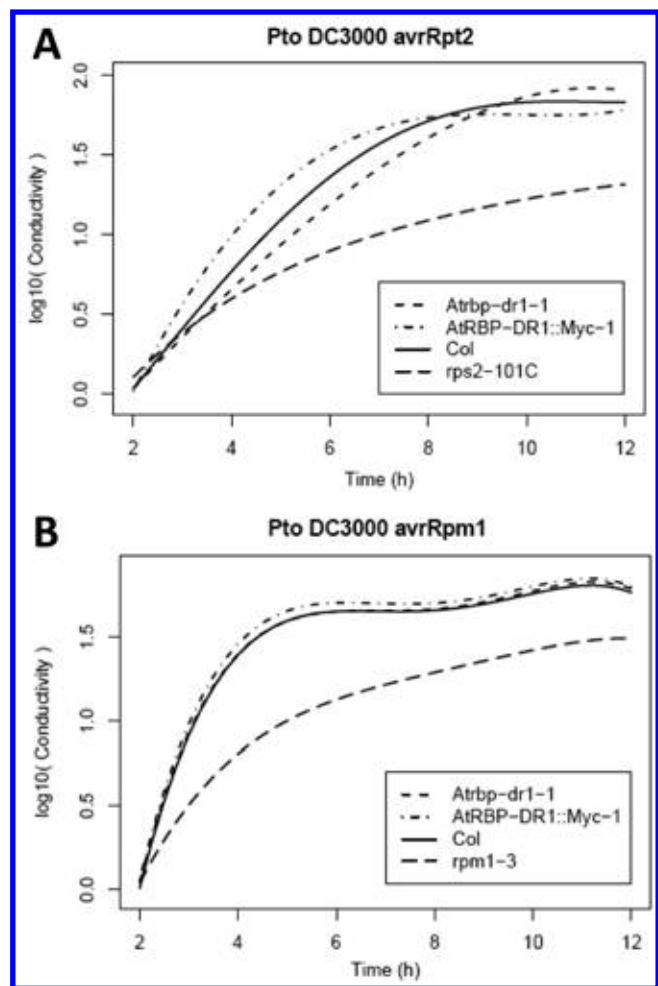 A
Pto DC3000 avrRpt2
log10( Conductivity )
2.0
1.5
1.0
0.5
0.0
Atrbp-dr1-1
AtRBP-DR1::Myc-1
Col
rps2-101C
2 4 6 8 10 12
Time (h)
B
Pto DC3000 avrRpm1
log10( Conductivity )
1.5
1.0
0.5
0.0
Atrbp-dr1-1
AtRBP-DR1::Myc-1
Col
rpm1-3
2 4 6 8 10 12
Time (h)